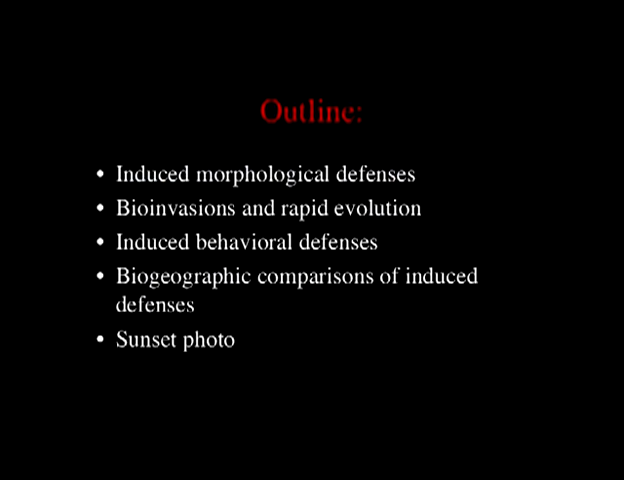 Outline:
• Induced morphological defenses
• Bioinvasions and rapid evolution
• Induced behavioral defenses
• Biogeographic comparisons of induced
defenses
• Sunset photo